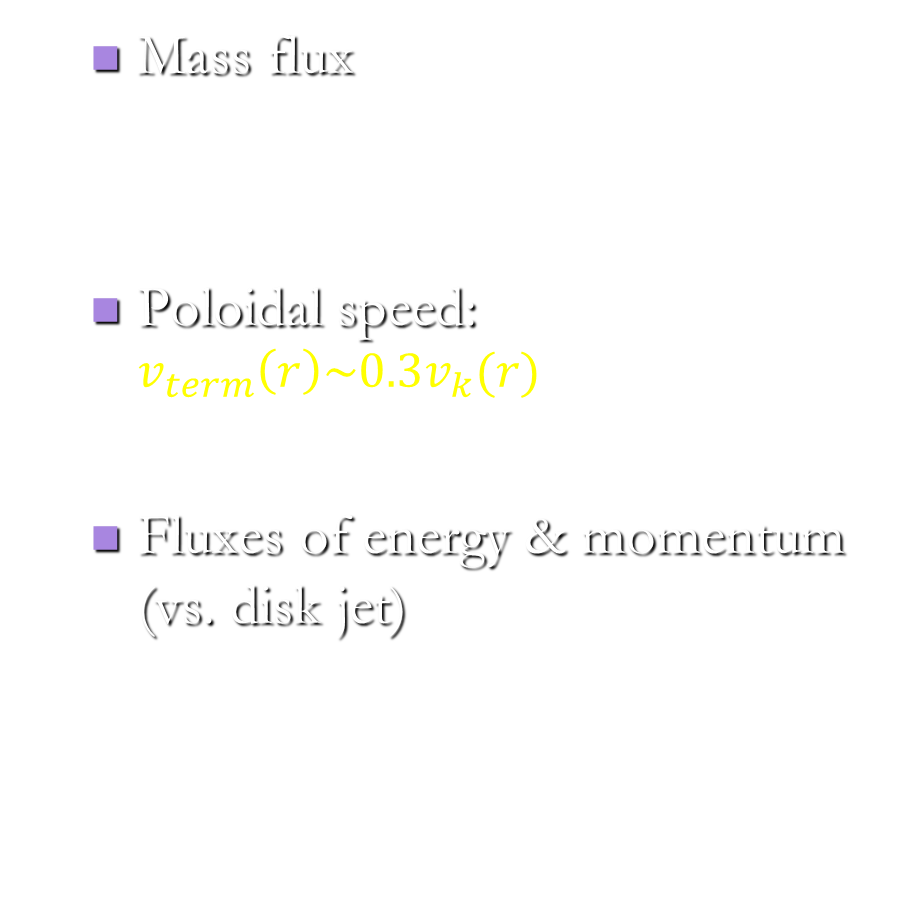 ■ Mass flux
■ Poloidal speed:
𝑣_𝑡𝑒𝑟𝑚(𝑟)~0.3𝑣_𝑘(𝑟)
■ Fluxes of energy & momentum
(vs. disk jet)